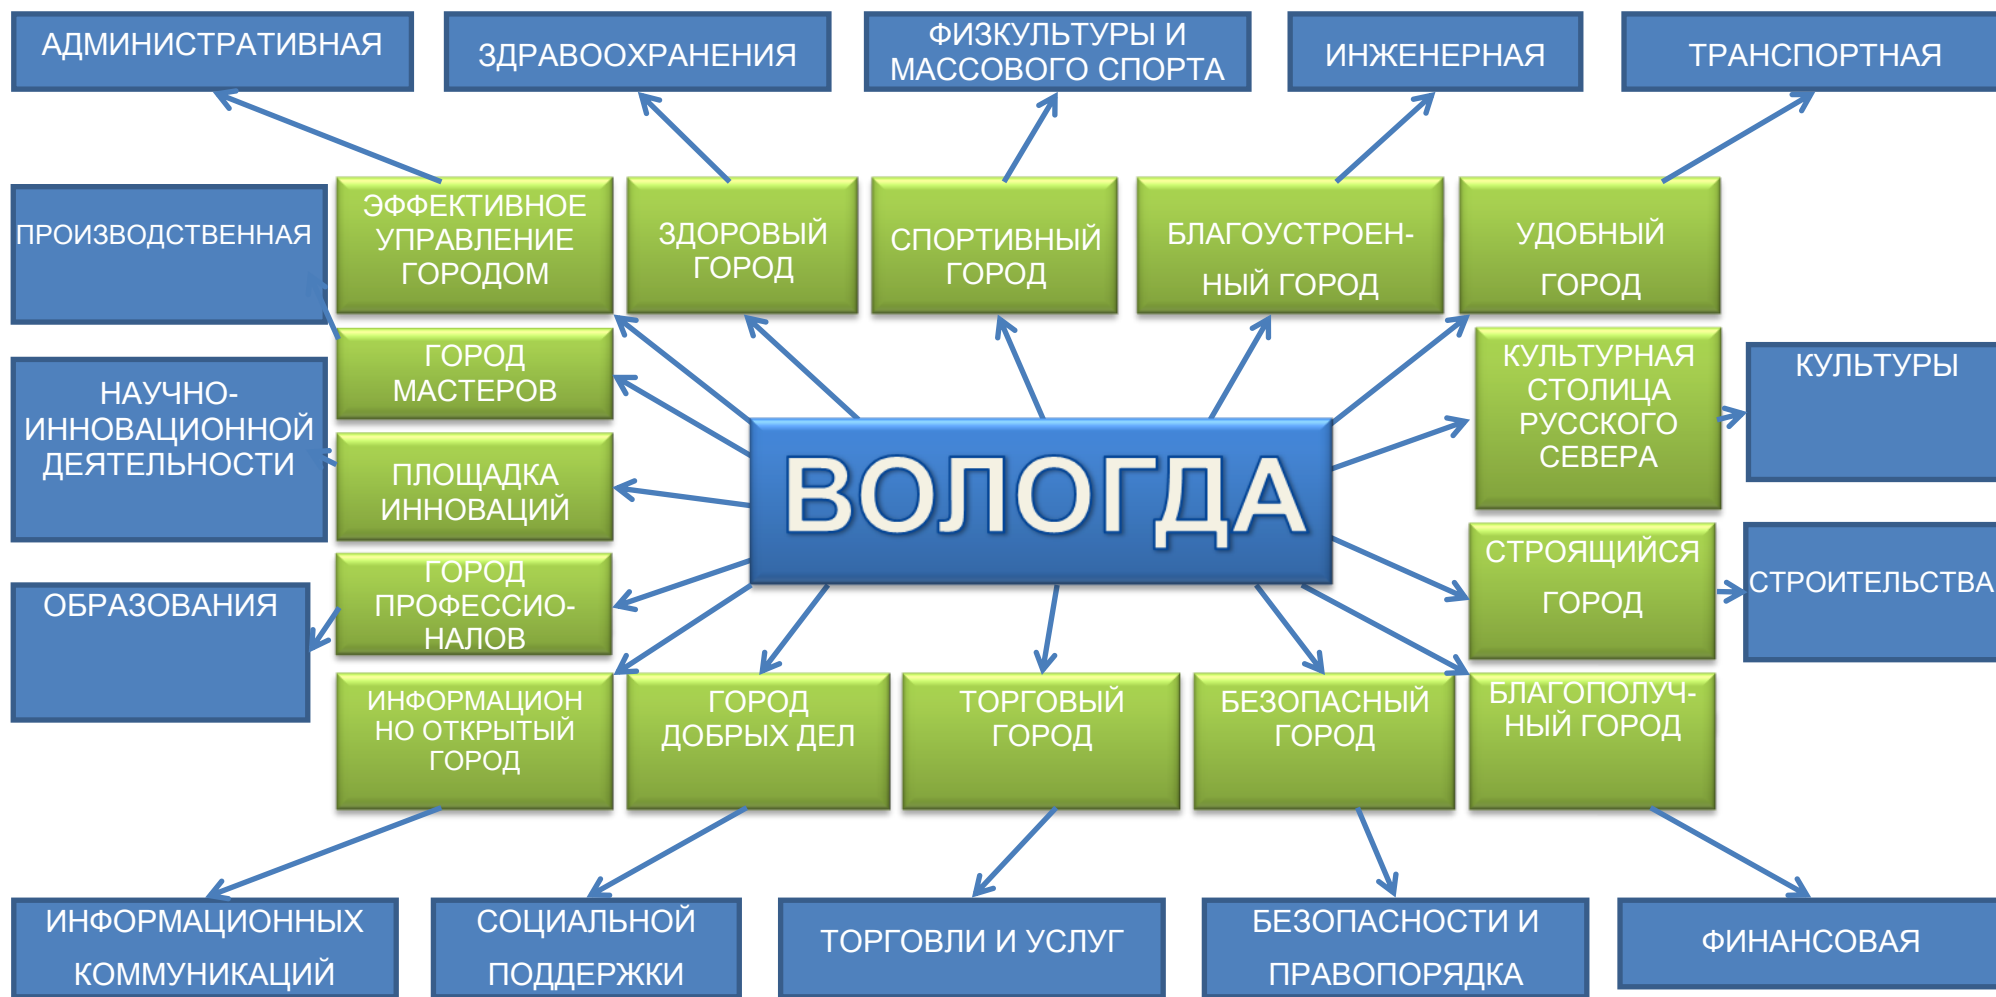 АДМИНИСТРАТИВНАЯ
ЗДРАВООХРАНЕНИЯ
ФИЗКУЛЬТУРЫ И
МАССОВОГО СПОРТА
ИНЖЕНЕРНАЯ
ТРАНСПОРТНАЯ
ПРОИЗВОДСТВЕННАЯ
ЭФФЕКТИВНОЕ
УПРАВЛЕНИЕ
ГОРОДОМ
ЗДОРОВЫЙ
ГОРОД
СПОРТИВНЫЙ
ГОРОД
БЛАГОУСТРОЕН-
НЫЙ ГОРОД
УДОБНЫЙ
ГОРОД
ГОРОД
МАСТЕРОВ
КУЛЬТУРНАЯ
СТОЛИЦА
РУССКОГО
СЕВЕРА
КУЛЬТУРЫ
НАУЧНО-
ИННОВАЦИОННОЙ
ДЕЯТЕЛЬНОСТИ
ПЛОЩАДКА
ИННОВАЦИЙ
ВОЛОГДА
ОБРАЗОВАНИЯ
ГОРОД
ПРОФЕССИО-
НАЛОВ
СТРОЯЩИЙСЯ
ГОРОД
СТРОИТЕЛЬСТВА
ИНФОРМАЦИОН
НО ОТКРЫТЫЙ
ГОРОД
ГОРОД
ДОБРЫХ ДЕЛ
ТОРГОВЫЙ
ГОРОД
БЕЗОПАСНЫЙ
ГОРОД
БЛАГОПОЛУЧ-
НЫЙ ГОРОД
ИНФОРМАЦИОННЫХ
КОММУНИКАЦИЙ
СОЦИАЛЬНОЙ
ПОДДЕРЖКИ
ТОРГОВЛИ И УСЛУГ
БЕЗОПАСНОСТИ И
ПРАВОПОРЯДКА
ФИНАНСОВАЯ